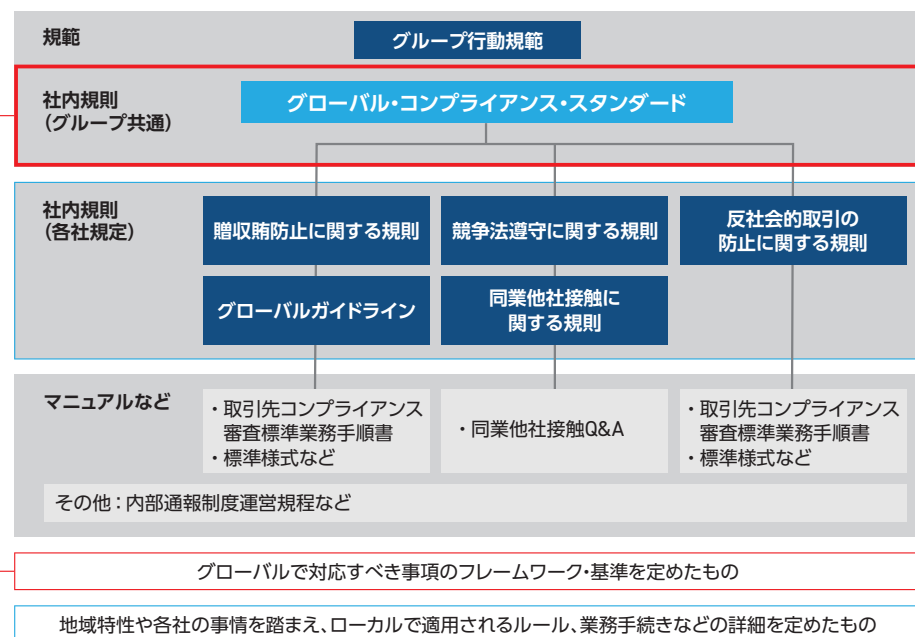 規範
グループ行動規範
社内規則
（グループ共通）
グローバル・コンプライアンス・スタンダード
社内規則
（各社規定）
贈収賄防止に関する規則
競争法遵守に関する規則
反社会的取引の
防止に関する規則
グローバルガイドライン
同業他社接触に
関する規則
マニュアルなど
・取引先コンプライアンス
審査標準業務手順書
・標準様式など
・同業他社接触Q&A
・取引先コンプライアンス
審査標準業務手順書
・標準様式など
その他：内部通報制度運営規程など
グローバルで対応すべき事項のフレームワーク・基準を定めたもの
地域特性や各社の事情を踏まえ、ローカルで適用されるルール、業務手続きなどの詳細を定めたもの